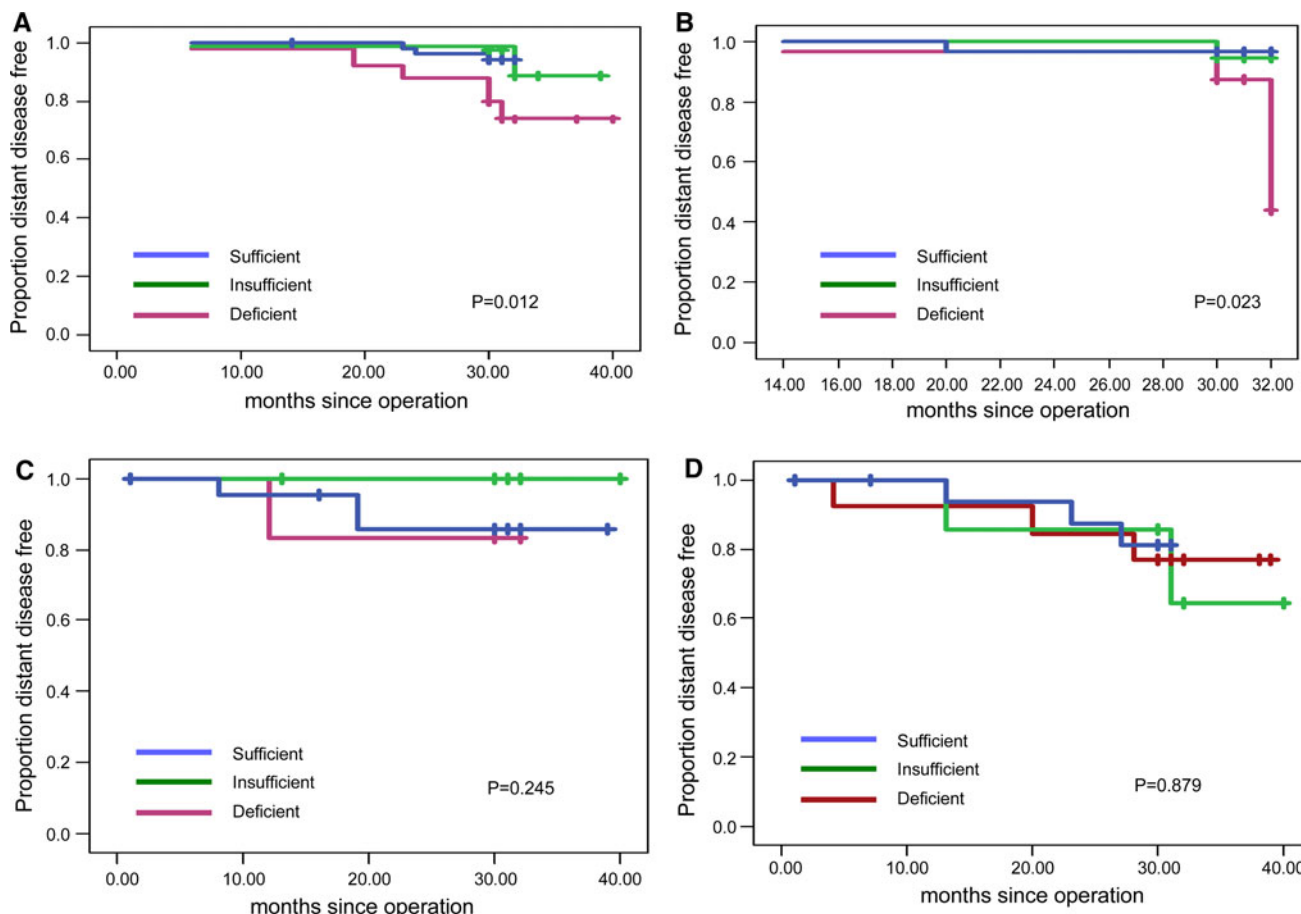 A
Proportion distant disease free
1.0
0.8
0.6
0.4
0.2
0.0
Sufficient
Insufficient
Deficient
P=0.012
0.00 10.00 20.00 30.00 40.00
months since operation
B
Proportion distant disease free
1.0
0.8
0.6
0.4
0.2
0.0
Sufficient
Insufficient
Deficient
P=0.023
14.00 16.00 18.00 20.00 22.00 24.00 26.00 28.00 30.00 32.00
months since operation
C
Proportion distant disease free
1.0
0.8
0.6
0.4
0.2
0.0
Sufficient
Insufficient
Deficient
P=0.245
0.00 10.00 20.00 30.00 40.00
months since operation
D
Proportion distant disease free
1.0
0.8
0.6
0.4
0.2
0.0
Sufficient
Insufficient
Deficient
P=0.879
0.00 10.00 20.00 30.00 40.00
months since operation